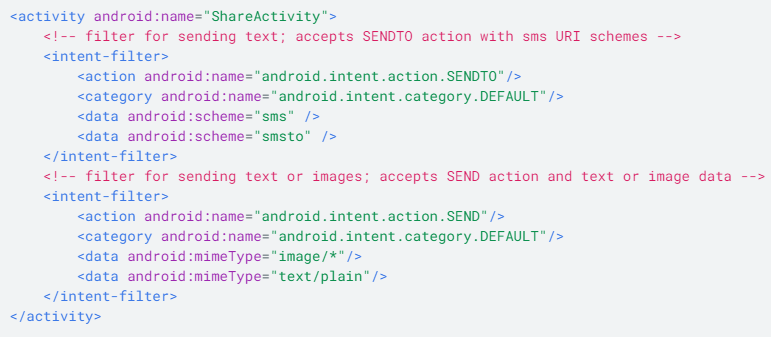 <activity android:name="ShareActivity">
    <!-- filter for sending text; accepts SENDTO action with sms URI schemes -->
    <intent-filter>
        <action android:name="android.intent.action.SENDTO"/>
        <category android:name="android.intent.category.DEFAULT"/>
        <data android:scheme="sms" />
        <data android:scheme="smsto" />
    </intent-filter>
    <!-- filter for sending text or images; accepts SEND action and text or image data -->
    <intent-filter>
        <action android:name="android.intent.action.SEND"/>
        <category android:name="android.intent.category.DEFAULT"/>
        <data android:mimeType="image/*"/>
        <data android:mimeType="text/plain"/>
    </intent-filter>
</activity>